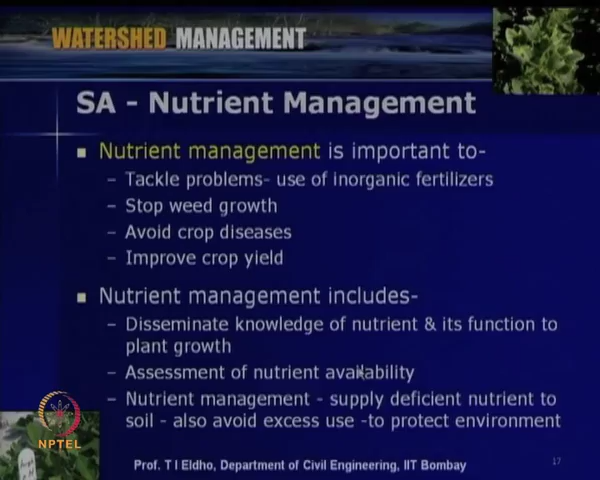 WATERSHED MANAGEMENT
SA - Nutrient Management
Nutrient management is important to-
– Tackle problems- use of inorganic fertilizers
– Stop weed growth
– Avoid crop diseases
– Improve crop yield
Nutrient management includes-
– Disseminate knowledge of nutrient & its function to
plant growth
– Assessment of nutrient availability
– Nutrient management - supply deficient nutrient to
soil - also avoid excess use -to protect environment
NPTEL
Prof. T I Eldho, Department of Civil Engineering, IIT Bombay
17